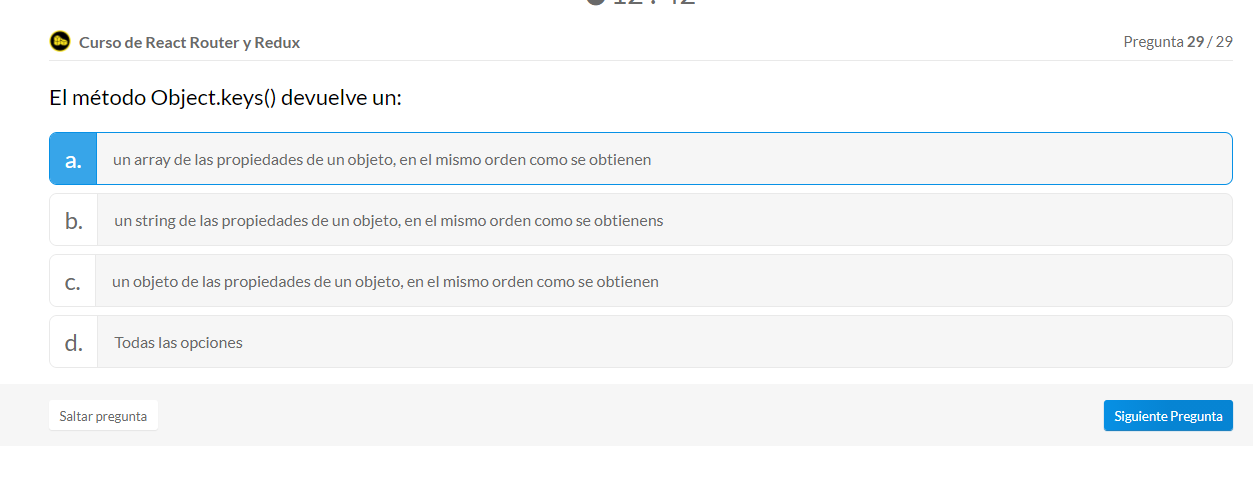 Curso de React Router y Redux
Pregunta 29 / 29
El método Object.keys() devuelve un:
a. un array de las propiedades de un objeto, en el mismo orden como se obtienen
b. un string de las propiedades de un objeto, en el mismo orden como se obtienens
c. un objeto de las propiedades de un objeto, en el mismo orden como se obtienen
d. Todas las opciones
Saltar pregunta
Siguiente Pregunta